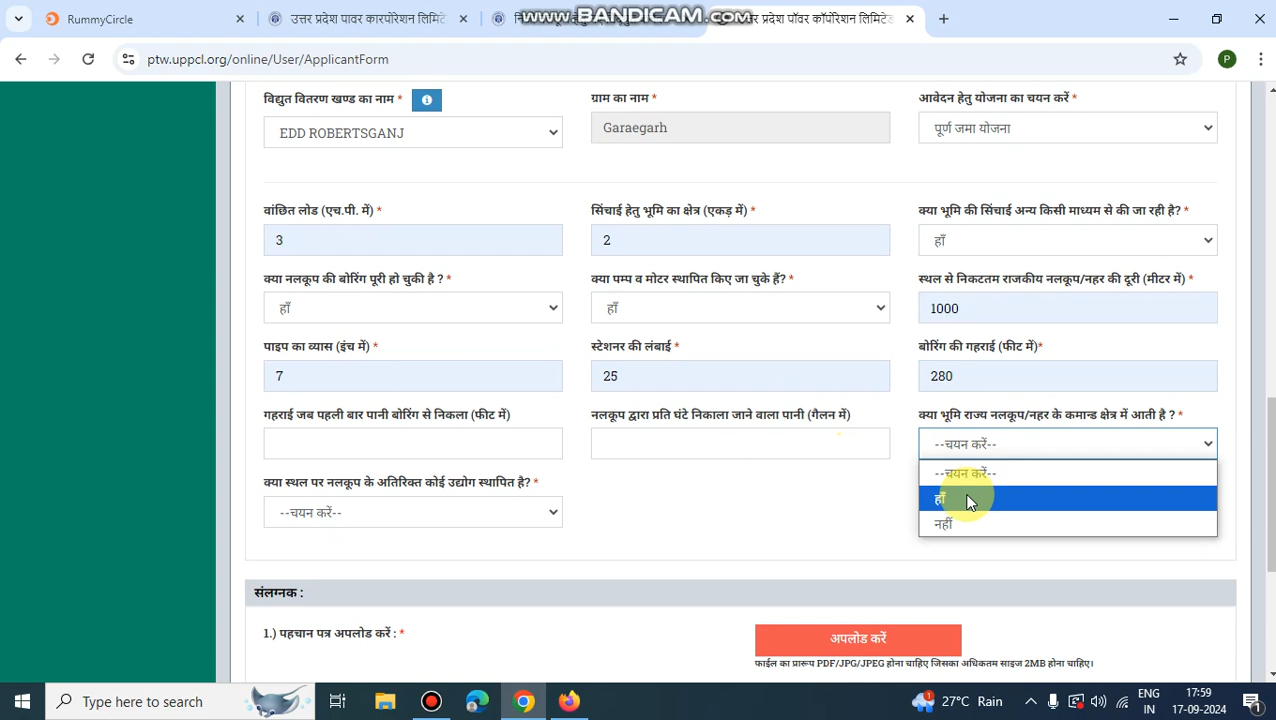 RummyCircle
उत्तर प्रदेश पावर कारपोरेशन लिमिटे
WWW.BANDICAM.COM
प्रदेश पॉवर कॉर्पोरेशन लिमिटेड
ptw.uppcl.org/online/User/ApplicantForm
P
विद्युत वितरण खण्ड का नाम *
ग्राम का नाम *
आवेदन हेतु योजना का चयन करें *
EDD ROBERTSGANJ
Garaegarh
पूर्ण जमा योजना
वांछित लोड (एच.पी. में) *
सिंचाई हेतु भूमि का क्षेत्र (एकड़ में) *
क्या भूमि की सिंचाई अन्य किसी माध्यम से की जा रही है? *
3
2
हाँ
क्या नलकूप की बोरिंग पूरी हो चुकी है ? *
क्या पम्प व मोटर स्थापित किए जा चुके हैं? *
स्थल से निकटतम राजकीय नलकूप/नहर की दूरी (मीटर में) *
हाँ
हाँ
1000
पाइप का व्यास (इंच में) *
स्टेशनर की लंबाई *
बोरिंग की गहराई (फीट में)*
7
25
280
गहराई जब पहली बार पानी बोरिंग से निकला (फीट में)
नलकूप द्वारा प्रति घंटे निकाला जाने वाला पानी (गैलन में)
क्या भूमि राज्य नलकूप/नहर के कमान्ड क्षेत्र में आती है ? *
--चयन करें--
--चयन करें--
हाँ
नहीं
क्या स्थल पर नलकूप के अतिरिक्त कोई उद्योग स्थापित है? *
--चयन करें--
संलग्नक :
1.) पहचान पत्र अपलोड करें : *
अपलोड करें
फाईल का प्रारूप PDF/JPG/JPEG होना चाहिए जिसका अधिकतम साइज 2MB होना चाहिए।
Type here to search
1
27°C Rain
ENG
IN
17:59
17-09-2024
1